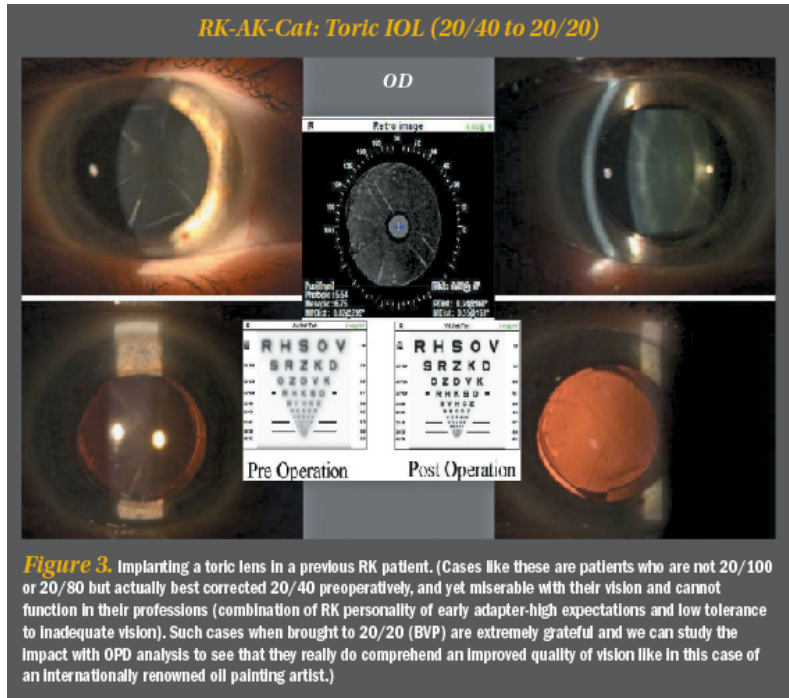 RK-AK-Cat: Toric IOL (20/40 to 20/20)
OD
R Retro image
R H S O V
S R Z K D
O Z D V K
R H K S D
Pre Operation
R H S O V
S R Z K D
O Z D V K
R H K S D
Post Operation
Figure 3. Implanting a toric lens in a previous RK patient. (Cases like these are patients who are not 20/100
or 20/80 but actually best corrected 20/40 preoperatively, and yet miserable with their vision and cannot
function in their professions (combination of RK personality of early adapter-high expectations and low tolerance
to inadequate vision). Such cases when brought to 20/20 (BVP) are extremely grateful and we can study the
impact with OPD analysis to see that they really do comprehend an improved quality of vision like in this case of
an internationally renowned oil painting artist.)